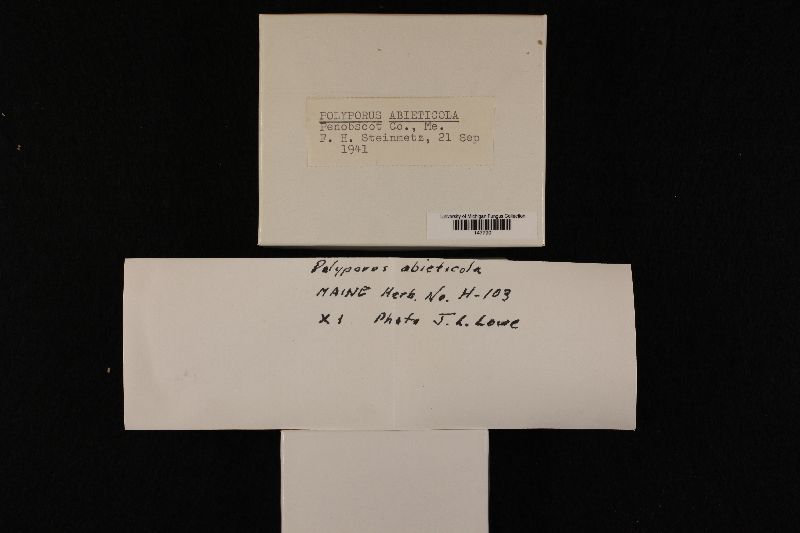 POLYPORUS ABIETICOLA
Penobscot Co., Me.
F. H. Steinmetz, 21 Sep
1941
University of Michigan Fungus Collection
Polyporus abieticola
MAINE Herb. No. H-103
X 1 Photo J. L. Lowe